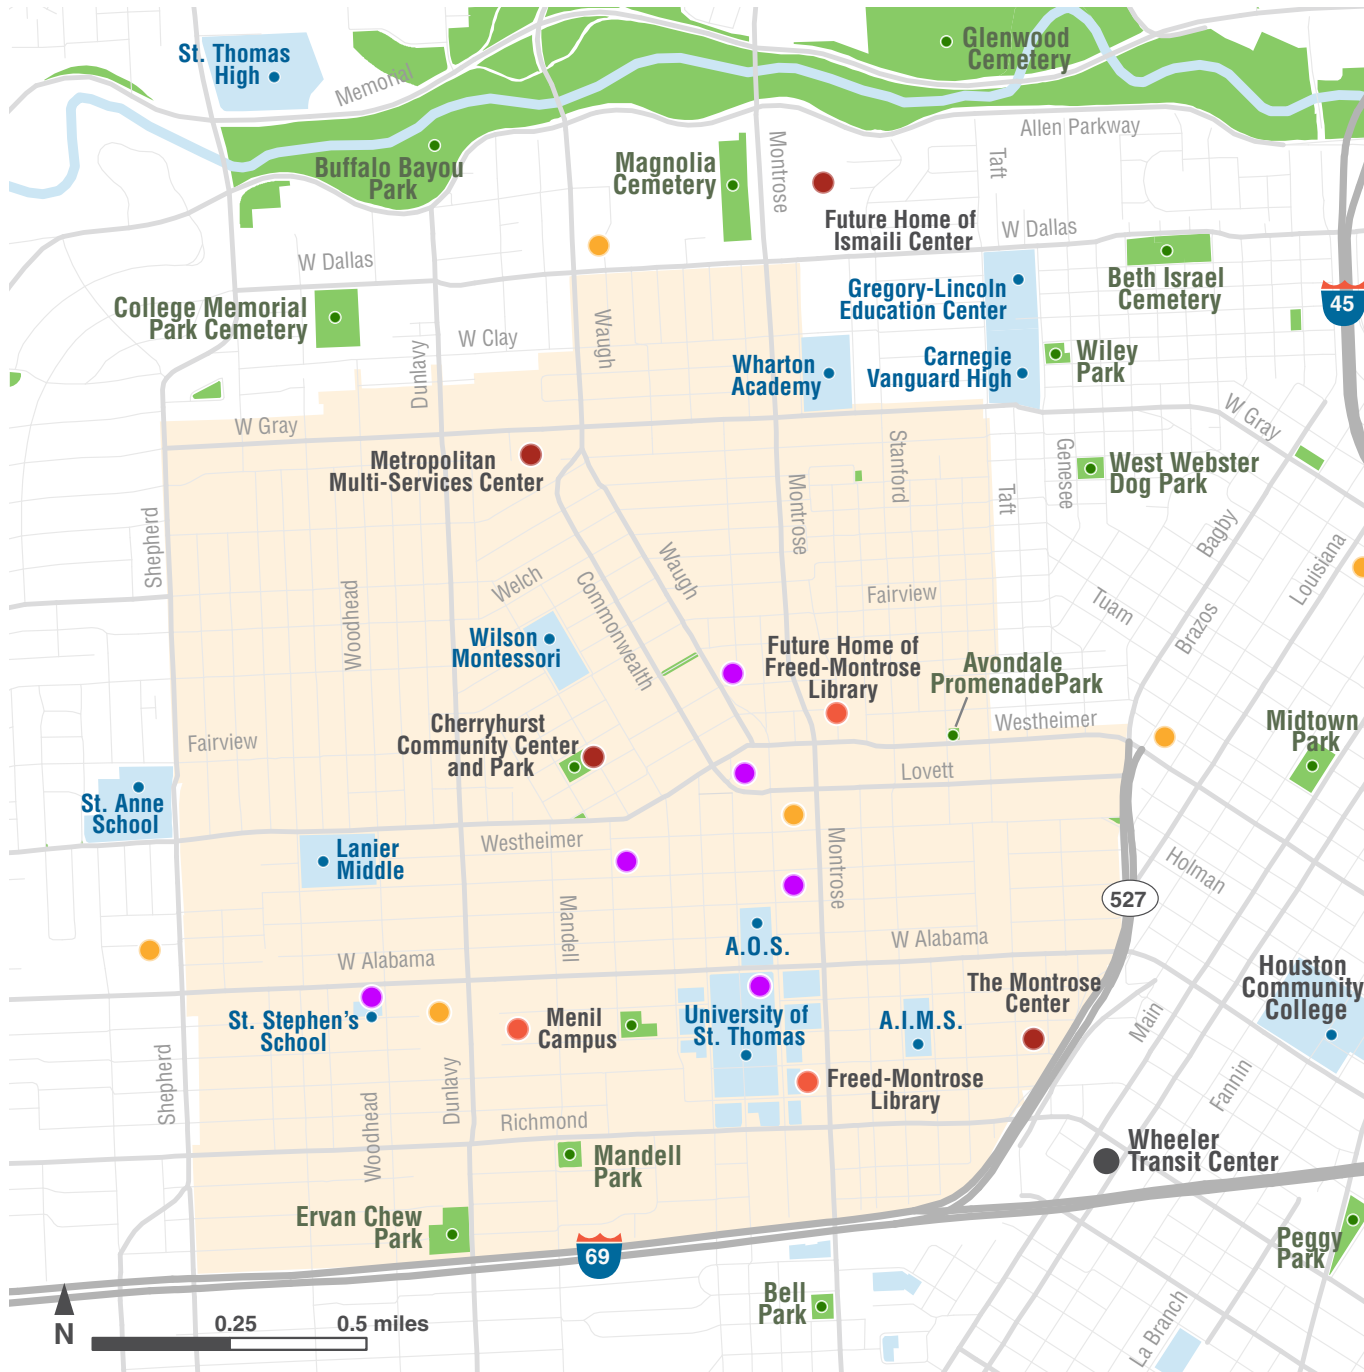 St. Thomas
High
Memorial
Glenwood
Cemetery
Allen Parkway
Buffalo Bayou
Park
Magnolia
Cemetery
Montrose
Taft
Future Home of
Ismaili Center
W Dallas
W Dallas
Beth Israel
Cemetery
45
College Memorial
Park Cemetery
Gregory-Lincoln
Education Center
W Clay
Waugh
Dunlavy
Wharton
Academy
Carnegie
Vanguard High
Wiley
Park
W Gray
W Gray
Metropolitan
Multi-Services Center
Stanford
Genesee
West Webster
Dog Park
Montrose
Taft
Shepherd
Bagby
Louisiana
Welch
Commonwealth
Waugh
Fairview
Tuam
Brazos
Woodhead
Wilson
Montessori
Future Home of
Freed-Montrose
Library
Avondale
PromenadePark
Westheimer
Midtown
Park
Cherryhurst
Community Center
and Park
Fairview
Lovett
St. Anne
School
Westheimer
Lanier
Middle
Montrose
Holman
527
Mandell
A.O.S.
W Alabama
W Alabama
The Montrose
Center
Houston
Community
College
St. Stephen's
School
Menil
Campus
University of
St. Thomas
A.I.M.S.
Main
Shepherd
Dunlavy
Woodhead
Freed-Montrose
Library
Fannin
Richmond
Mandell
Park
Wheeler
Transit Center
Ervan Chew
Park
69
Peggy
Park
Bell
Park
La Branch
N
0.25
0.5 miles